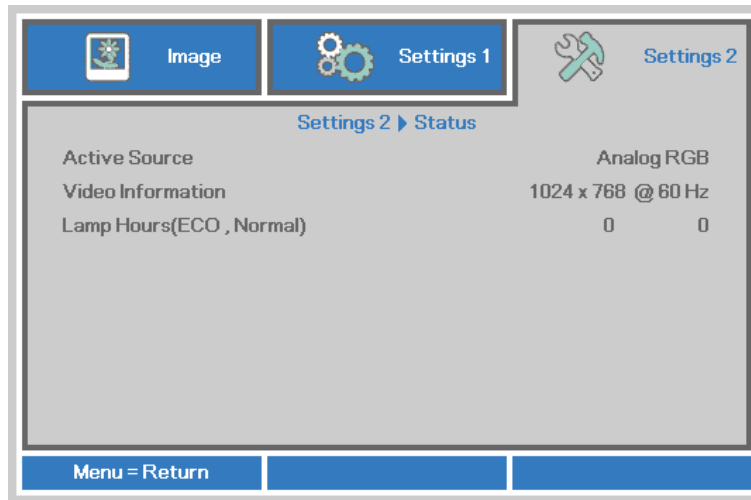 Image Settings 1 Settings 2
Settings 2 ▶ Status
Active Source Analog RGB
Video Information 1024 x 768 @ 60 Hz
Lamp Hours(ECO , Normal) 0 0
Menu = Return